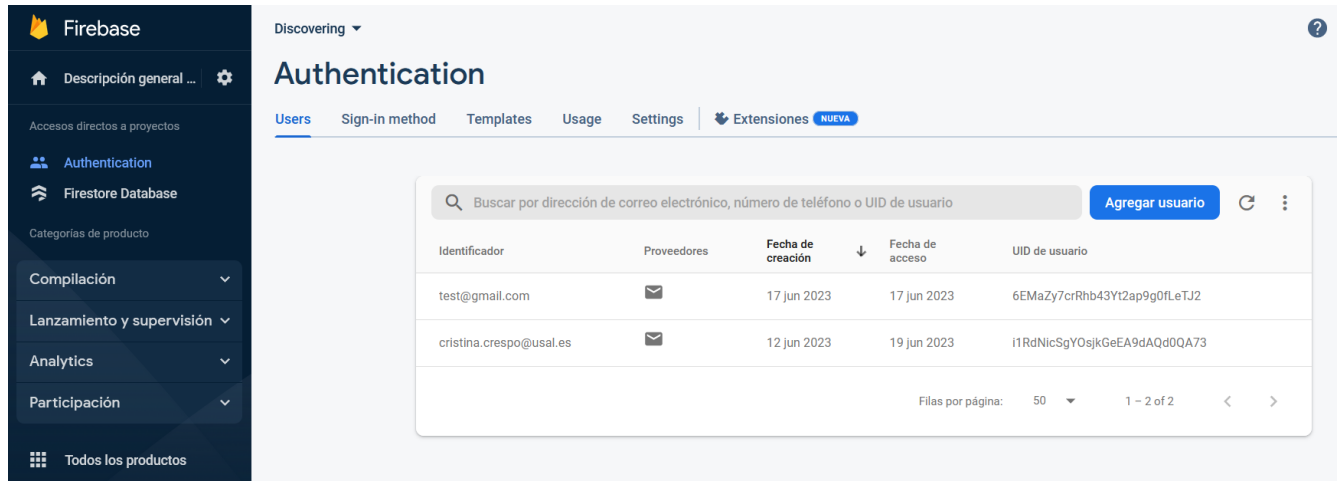 Firebase
Discovering
Descripción general ...
Authentication
Accesos directos a proyectos
Users Sign-in method Templates Usage Settings Extensiones NUEVA
Authentication
Firestore Database
Buscar por dirección de correo electrónico, número de teléfono o UID de usuario Agregar usuario
Categorías de producto
Identificador Proveedores Fecha de creación Fecha de acceso UID de usuario
Compilación
test@gmail.com 17 jun 2023 17 jun 2023 6EMaZy7crRhb43Yt2ap9g0fLeTJ2
Lanzamiento y supervisión
cristina.crespo@usal.es 12 jun 2023 19 jun 2023 i1RdNicSgYOsjkGeEA9dAQd0QA73
Analytics
Participación
Filas por página: 50 1 – 2 of 2
Todos los productos